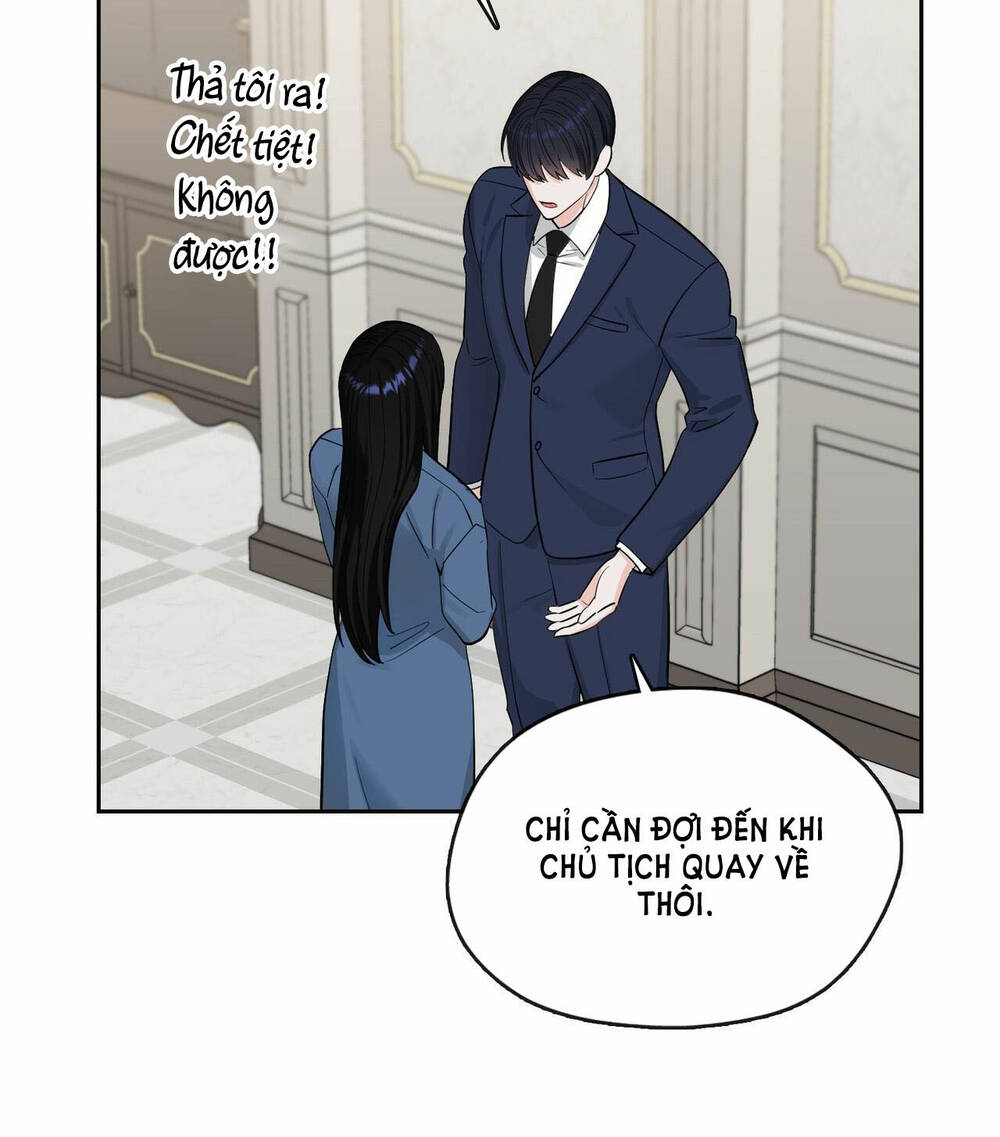 Thả tôi ra!
Chết tiệt!
Không
được!!
CHỈ CẦN ĐỢI ĐẾN KHI
CHỦ TỊCH QUAY VỀ
THÔI.